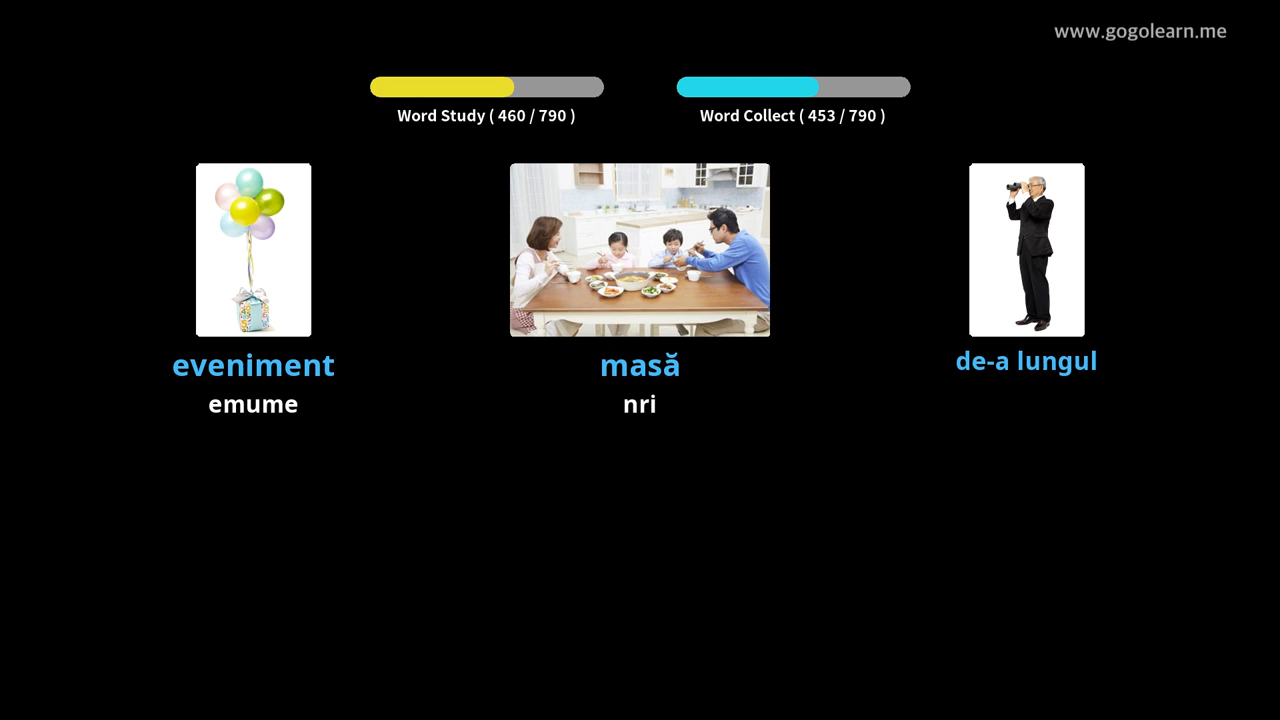 www.gogolearn.me
Word Study ( 460 / 790 )
Word Collect ( 453 / 790 )
eveniment
masă
de-a lungul
emume
nri